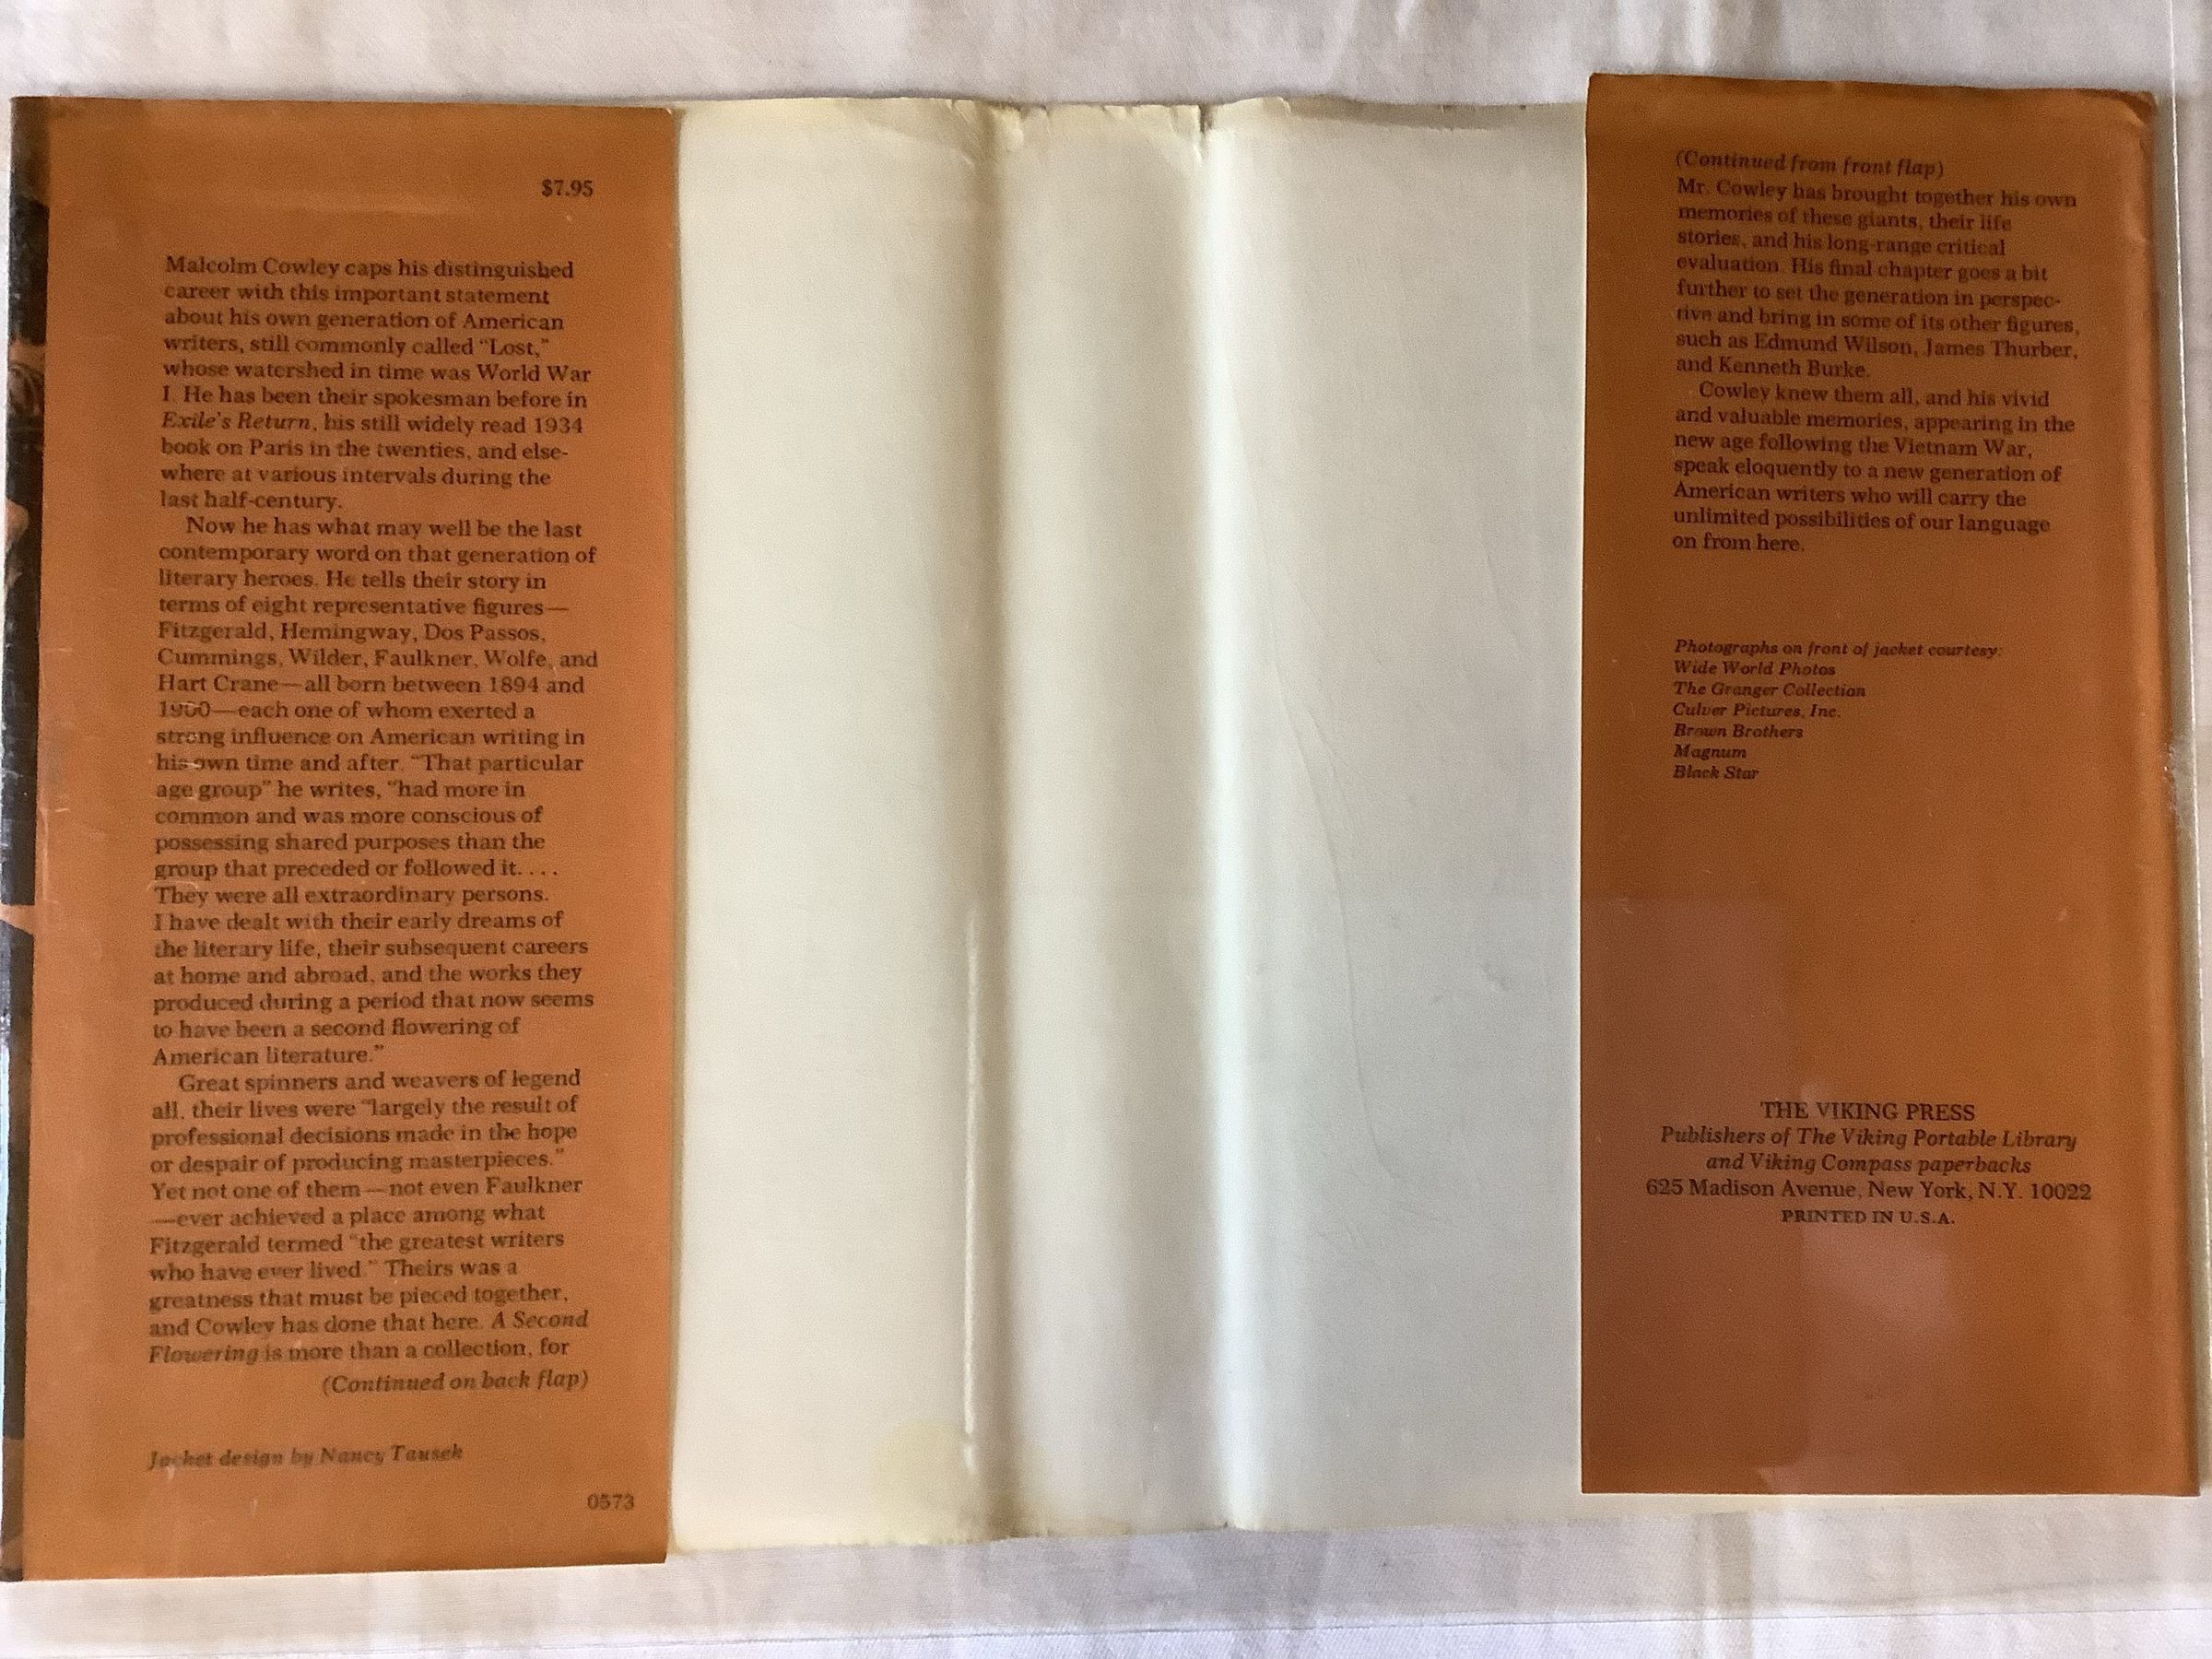 $7.95
Malcolm Cowley caps his distinguished
career with this important statement
about his own generation of American
writers, still commonly called “Lost,”
whose watershed in time was World War
I. He has been their spokesman before in
Exile’s Return, his still widely read 1934
book on Paris in the twenties, and else-
where at various intervals during the
last half-century.
Now he has what may well be the last
contemporary word on that generation of
literary heroes. He tells their story in
terms of eight representative figures—
Fitzgerald, Hemingway, Dos Passos,
Cummings, Wilder, Faulkner, Wolfe, and
Hart Crane—all born between 1894 and
1900—each one of whom exerted a
strong influence on American writing in
his own time and after. “That particular
age group” he writes, “had more in
common and was more conscious of
possessing shared purposes than the
group that preceded or followed it. . . .
They were all extraordinary persons.
I have dealt with their early dreams of
the literary life, their subsequent careers
at home and abroad, and the works they
produced during a period that now seems
to have been a second flowering of
American literature.”
Great spinners and weavers of legend
all, their lives were “largely the result of
professional decisions made in the hope
or despair of producing masterpieces.”
Yet not one of them—not even Faulkner
—ever achieved a place among what
Fitzgerald termed “the greatest writers
who have ever lived.” Theirs was a
greatness that must be pieced together,
and Cowley has done that here. A Second
Flowering is more than a collection, for
(Continued on back flap)
Jacket design by Nancy Tausek
0573
(Continued from front flap)
Mr. Cowley has brought together his own
memories of these giants, their life
stories, and his long-range critical
evaluation. His final chapter goes a bit
further to set the generation in perspec-
tive and bring in some of its other figures,
such as Edmund Wilson, James Thurber,
and Kenneth Burke.
Cowley knew them all, and his vivid
and valuable memories, appearing in the
new age following the Vietnam War,
speak eloquently to a new generation of
American writers who will carry the
unlimited possibilities of our language
on from here.
Photographs on front of jacket courtesy:
Wide World Photos
The Granger Collection
Culver Pictures, Inc.
Brown Brothers
Magnum
Black Star
THE VIKING PRESS
Publishers of The Viking Portable Library
and Viking Compass paperbacks
625 Madison Avenue, New York, N.Y. 10022
PRINTED IN U.S.A.